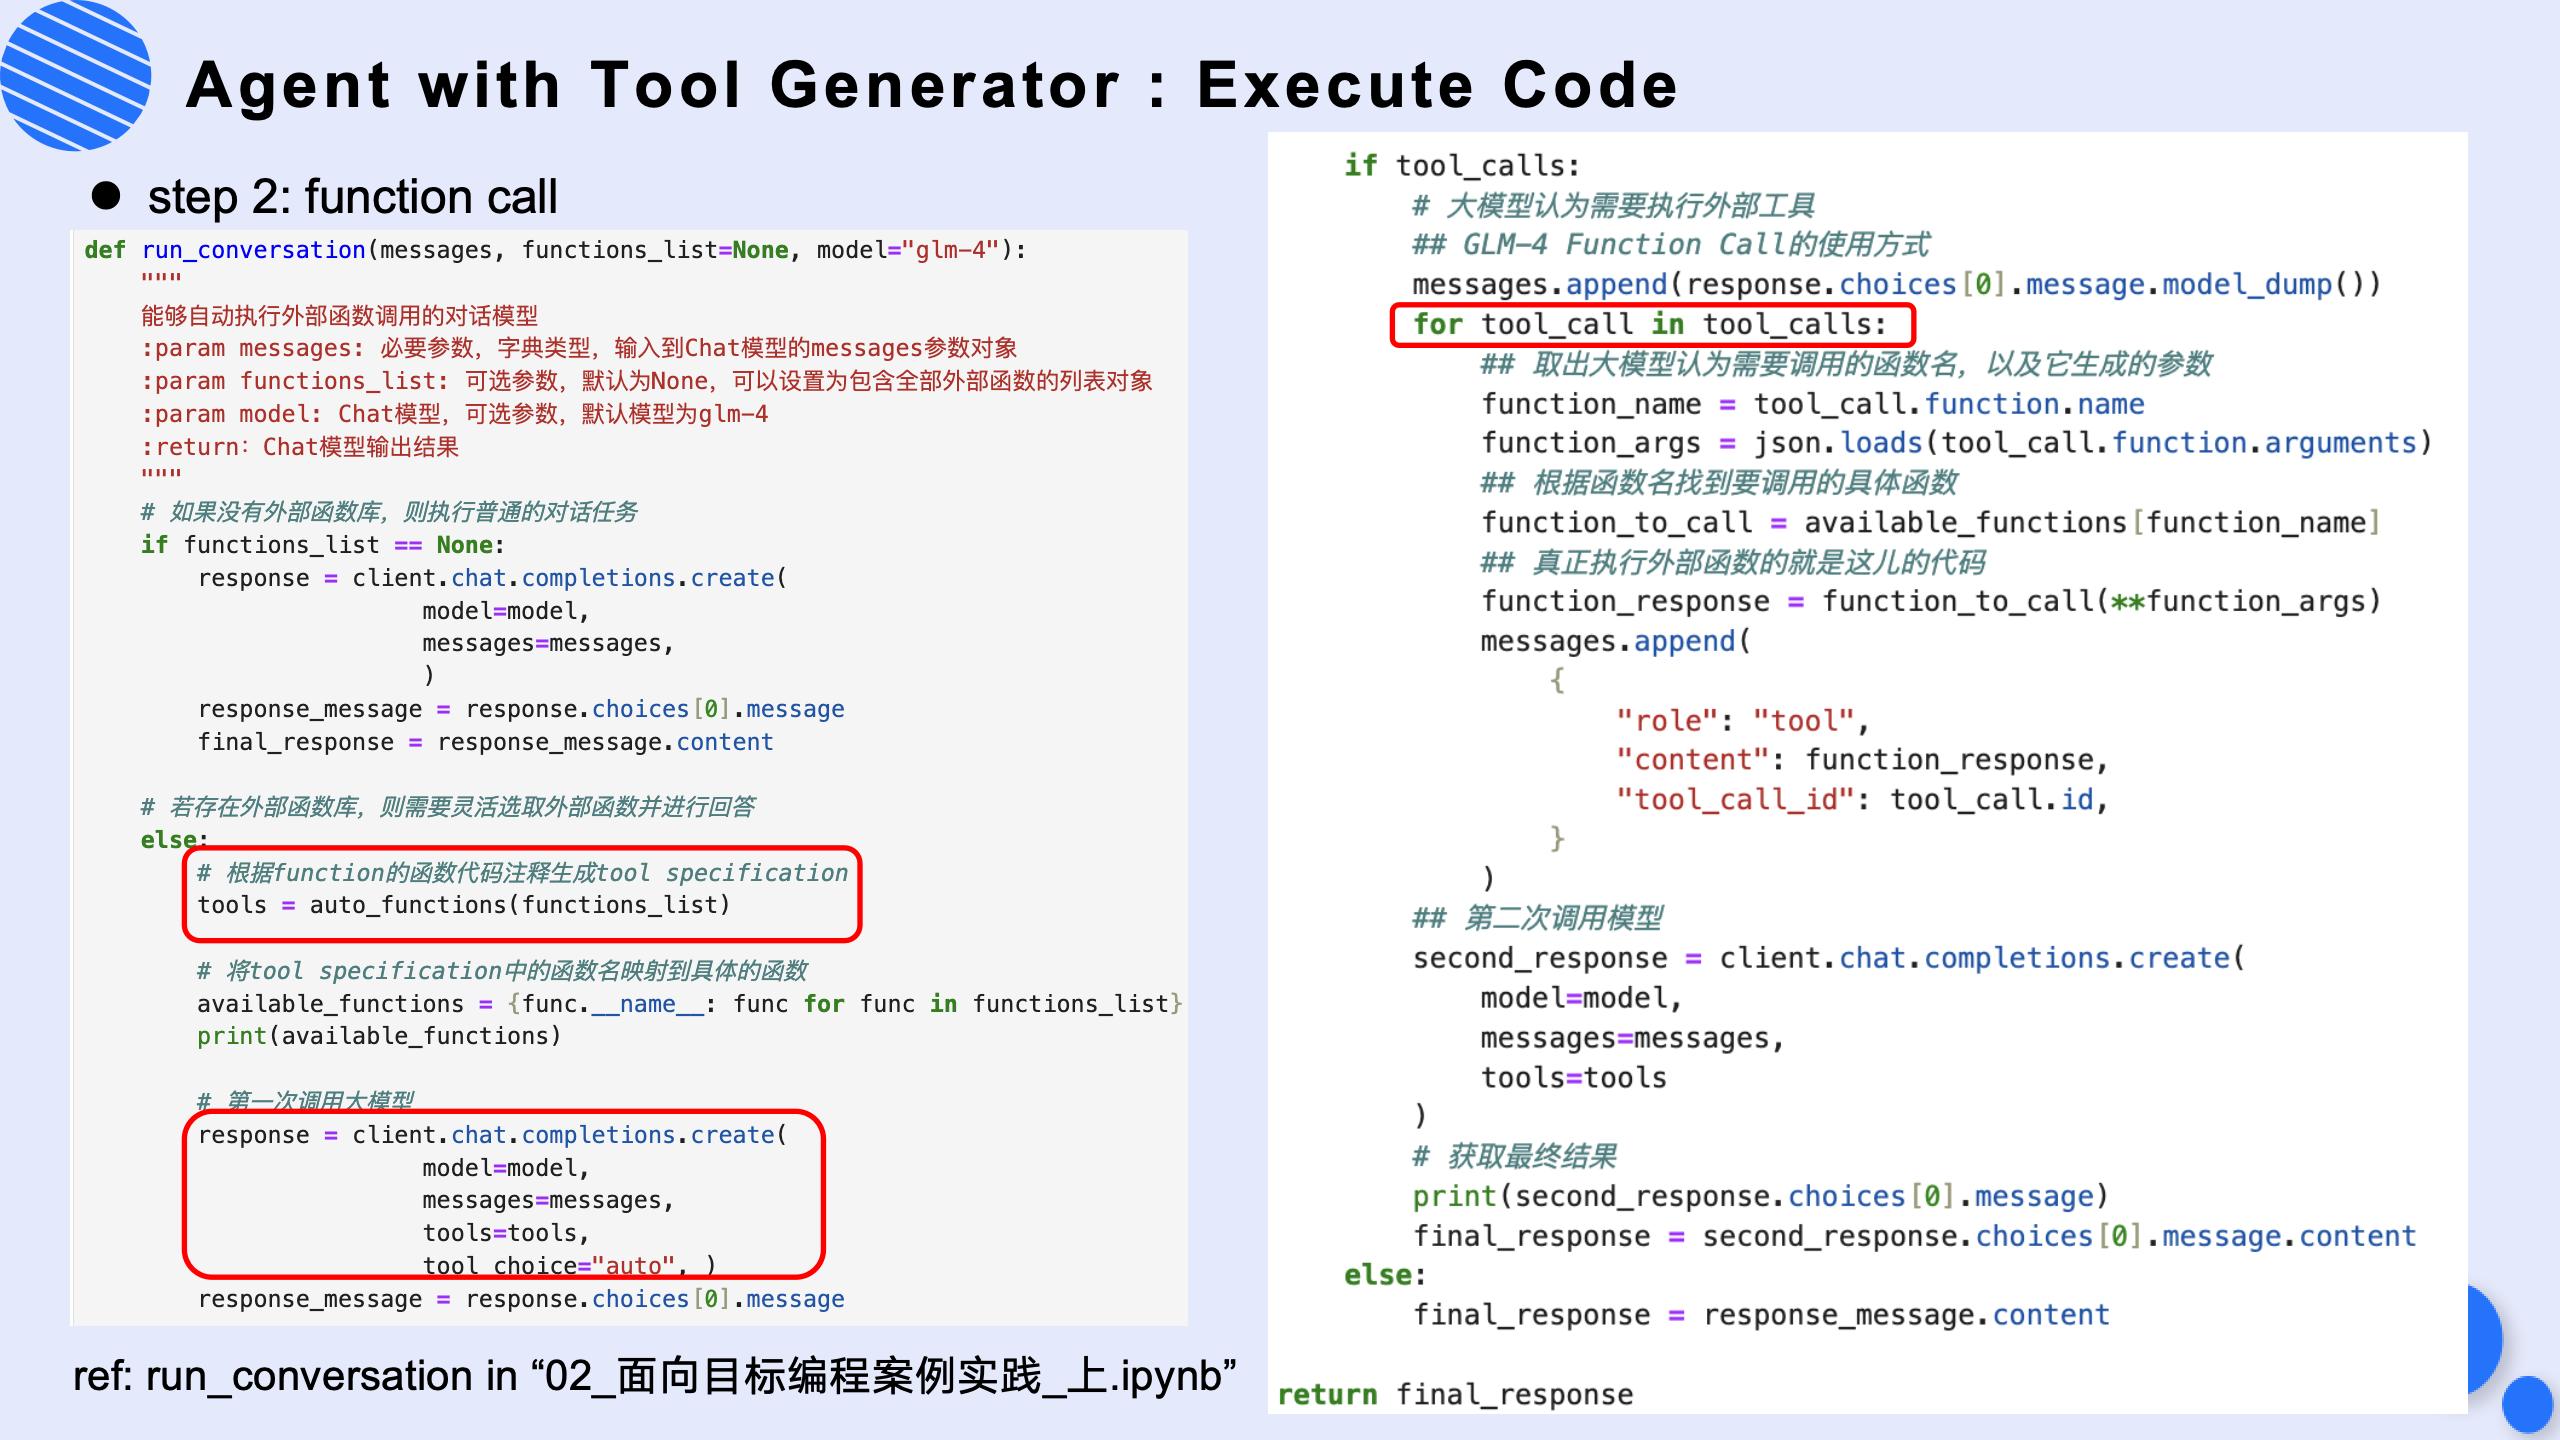 Agent with Tool Generator : Execute Code
● step 2: function call
def run_conversation(messages, functions_list=None, model="glm-4"):
    """
    能够自动执行外部函数调用的对话模型
    :param messages: 必要参数，字典类型，输入到Chat模型的messages参数对象
    :param functions_list: 可选参数，默认为None，可以设置为包含全部外部函数的列表对象
    :param model: Chat模型，可选参数，默认模型为glm-4
    :return：Chat模型输出结果
    """
    # 如果没有外部函数库，则执行普通的对话任务
    if functions_list == None:
        response = client.chat.completions.create(
                        model=model,
                        messages=messages,
                        )
        response_message = response.choices[0].message
        final_response = response_message.content
    # 若存在外部函数库，则需要灵活选取外部函数并进行回答
    else:
        # 根据function的函数代码注释生成tool specification
        tools = auto_functions(functions_list)
        # 将tool specification中的函数名映射到具体的函数
        available_functions = {func.__name__: func for func in functions_list}
        print(available_functions)
        # 第一次调用大模型
        response = client.chat.completions.create(
                        model=model,
                        messages=messages,
                        tools=tools,
                        tool_choice="auto", )
        response_message = response.choices[0].message
ref: run_conversation in “02_面向目标编程案例实践_上.ipynb”
    if tool_calls:
        # 大模型认为需要执行外部工具
        ## GLM-4 Function Call的使用方式
        messages.append(response.choices[0].message.model_dump())
        for tool_call in tool_calls:
            ## 取出大模型认为需要调用的函数名，以及它生成的参数
            function_name = tool_call.function.name
            function_args = json.loads(tool_call.function.arguments)
            ## 根据函数名找到要调用的具体函数
            function_to_call = available_functions[function_name]
            ## 真正执行外部函数的就是这儿的代码
            function_response = function_to_call(**function_args)
            messages.append(
                {
                    "role": "tool",
                    "content": function_response,
                    "tool_call_id": tool_call.id,
                }
            )
        ## 第二次调用模型
        second_response = client.chat.completions.create(
            model=model,
            messages=messages,
            tools=tools
        )
        # 获取最终结果
        print(second_response.choices[0].message)
        final_response = second_response.choices[0].message.content
    else:
        final_response = response_message.content
return final_response